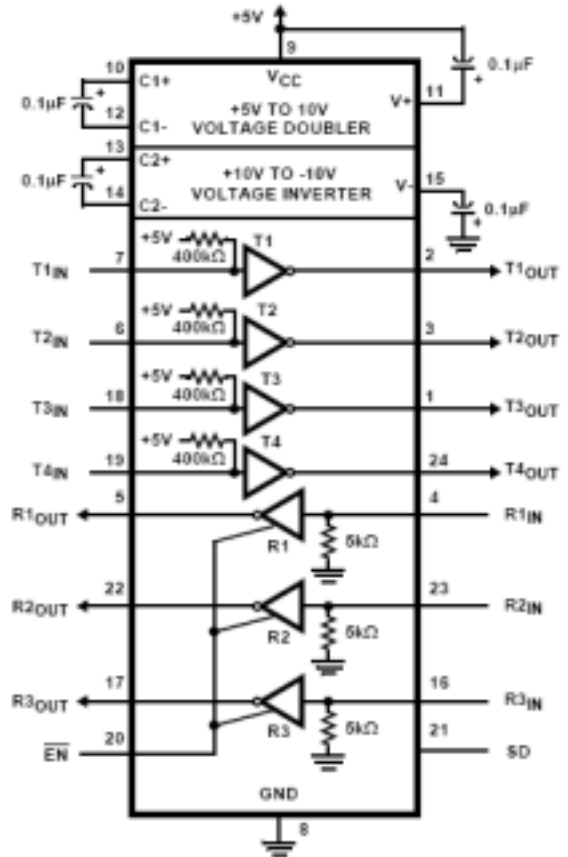 +5V
9
10
VCC
0.1μF
C1+
0.1μF
+
+
11
V+
+5V TO 10V
12
C1-
VOLTAGE DOUBLER
13
C2+
+10V TO -10V
0.1μF
+
V-
15
14
C2-
VOLTAGE INVERTER
0.1μF
+
+5V
T1
400kΩ
T1IN
7
2
T1OUT
+5V
T2
400kΩ
T2IN
6
3
T2OUT
+5V
T3
400kΩ
T3IN
18
1
T3OUT
+5V
T4
400kΩ
T4IN
19
24
T4OUT
5
4
R1OUT
R1IN
R1
5kΩ
22
23
R2OUT
R2IN
R2
5kΩ
17
16
R3OUT
R3IN
R3
5kΩ
20
21
EN
SD
GND
8